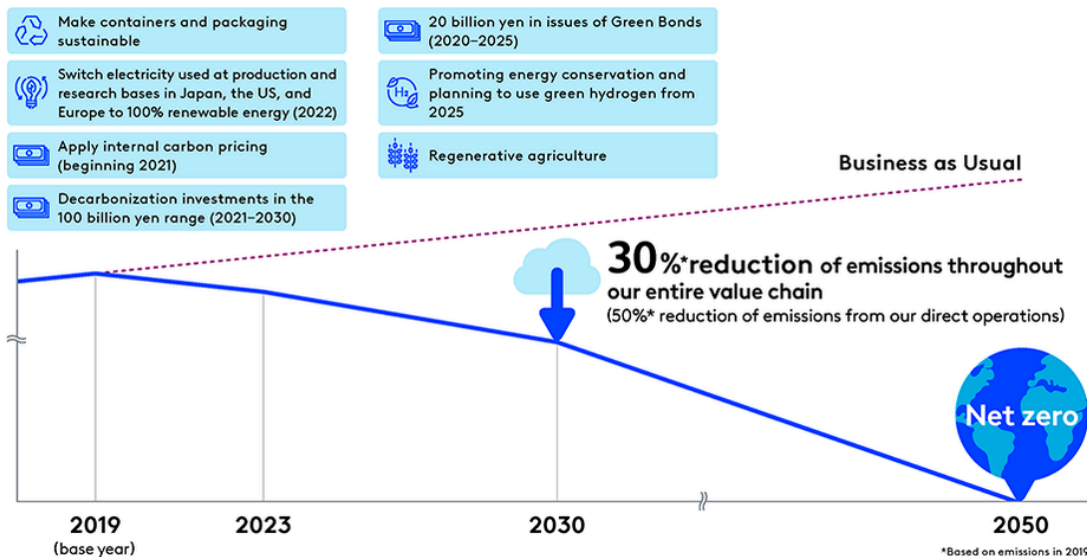 Make containers and packaging
sustainable
Switch electricity used at production and
research bases in Japan, the US, and
Europe to 100% renewable energy (2022)
Apply internal carbon pricing
(beginning 2021)
Decarbonization investments in the
100 billion yen range (2021–2030)
20 billion yen in issues of Green Bonds
(2020–2025)
H₂
Promoting energy conservation and
planning to use green hydrogen from
2025
Regenerative agriculture
Business as Usual
30%*reduction of emissions throughout
our entire value chain
(50%* reduction of emissions from our direct operations)
Net zero
2019
(base year)
2023
2030
2050
*Based on emissions in 2019